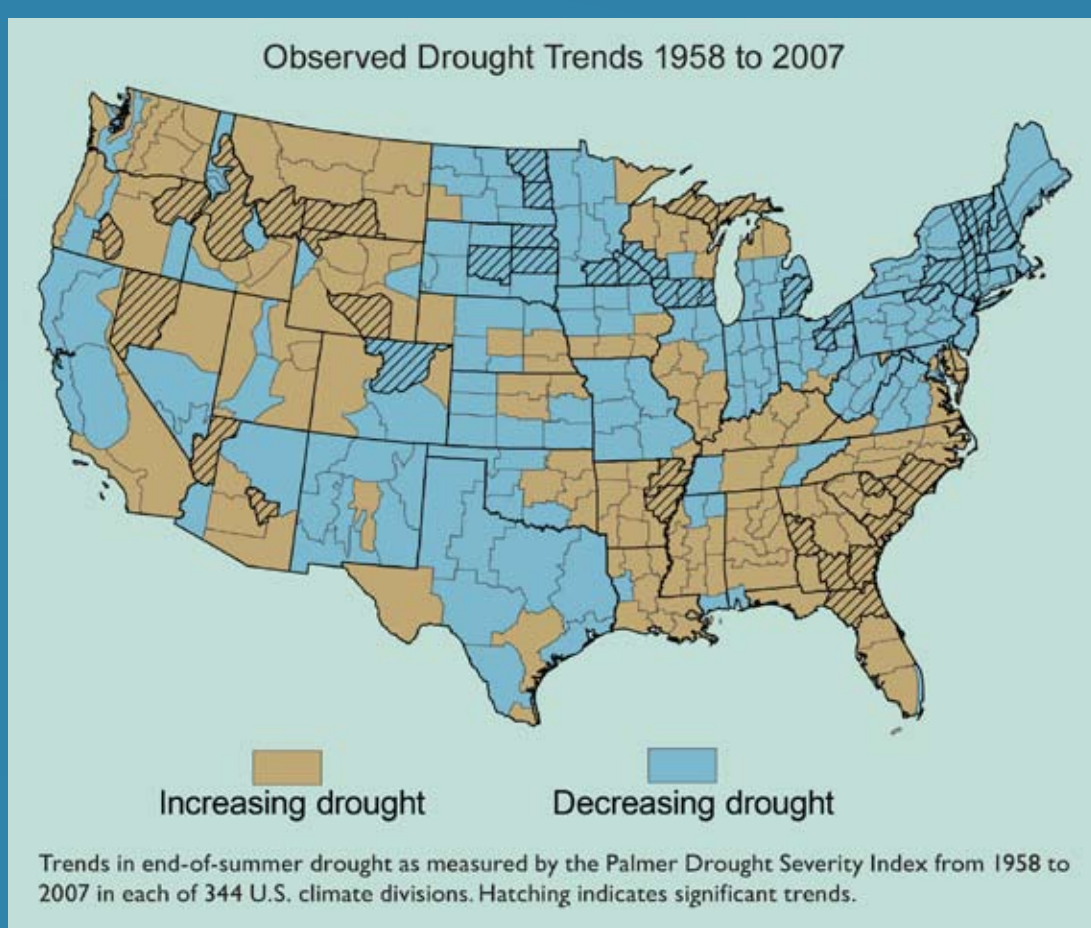 Observed Drought Trends 1958 to 2007
Increasing drought
Decreasing drought
Trends in end-of-summer drought as measured by the Palmer Drought Severity Index from 1958 to
2007 in each of 344 U.S. climate divisions. Hatching indicates significant trends.